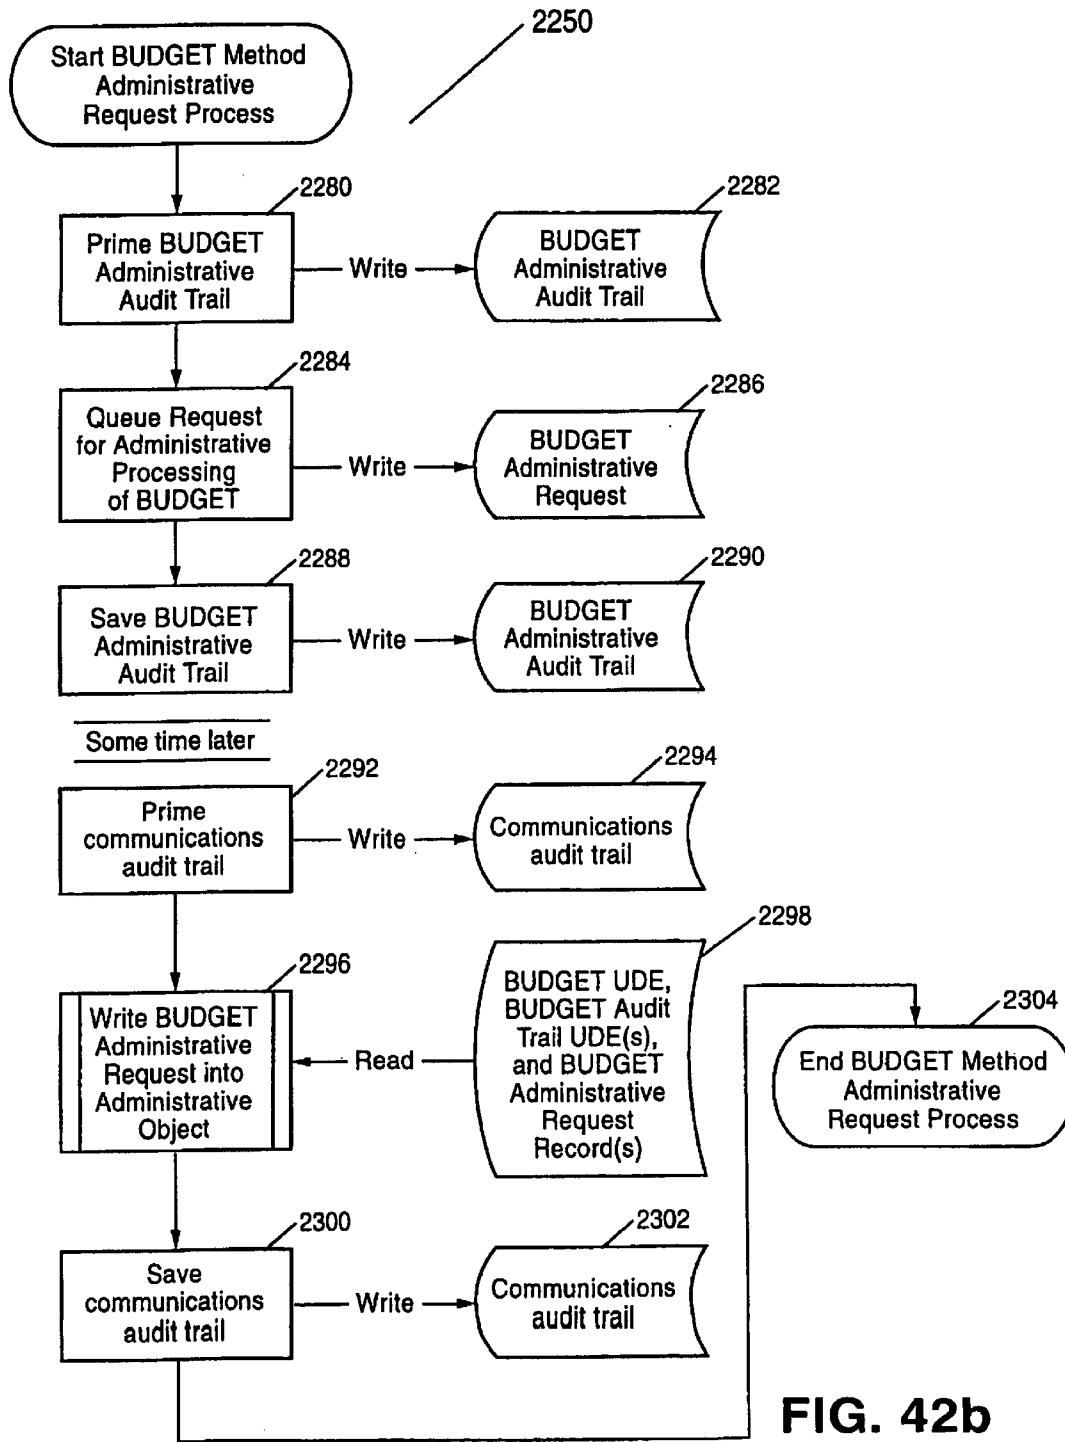 2250
Start BUDGET Method
Administrative
Request Process
2280
Prime BUDGET
Administrative
Audit Trail
Write
2282
BUDGET
Administrative
Audit Trail
2284
Queue Request
for Administrative
Processing
of BUDGET
Write
2286
BUDGET
Administrative
Request
2288
Save BUDGET
Administrative
Audit Trail
Write
2290
BUDGET
Administrative
Audit Trail
Some time later
2292
Prime
communications
audit trail
Write
2294
Communications
audit trail
2296
Write BUDGET
Administrative
Request into
Administrative
Object
Read
2298
BUDGET UDE,
BUDGET Audit
Trail UDE(s),
and BUDGET
Administrative
Request
Record(s)
2300
Save
communications
audit trail
Write
2302
Communications
audit trail
2304
End BUDGET Method
Administrative
Request Process
FIG. 42b